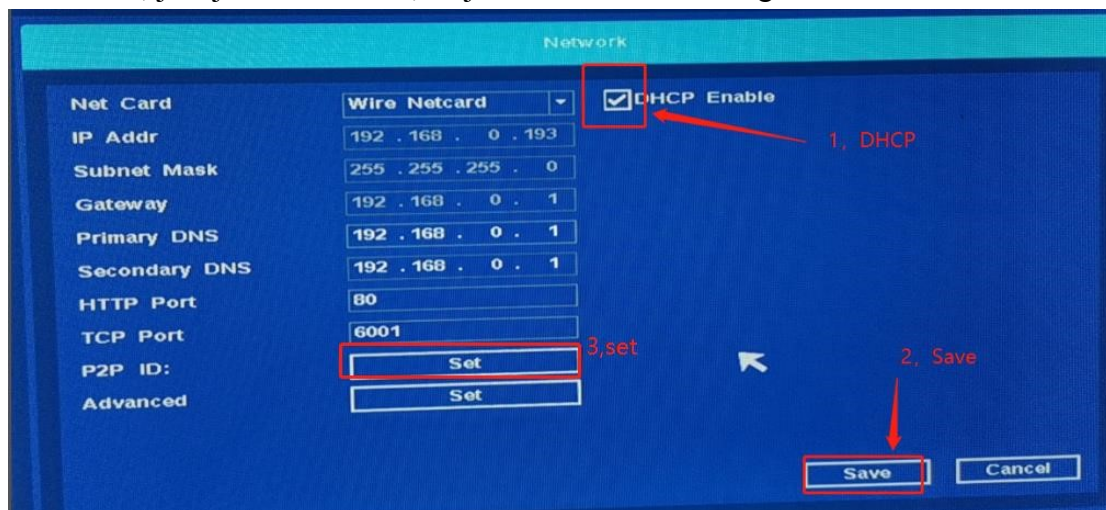 Network
Net Card Wire Netcard DHCP Enable
IP Addr 192 . 168 . 0 . 193
1, DHCP
Subnet Mask 255 . 255 . 255 . 0
Gateway 192 . 168 . 0 . 1
Primary DNS 192 . 168 . 0 . 1
Secondary DNS 192 . 168 . 0 . 1
HTTP Port 80
TCP Port 6001
3,set
2, Save
P2P ID: Set
Advanced Set
Save Cancel